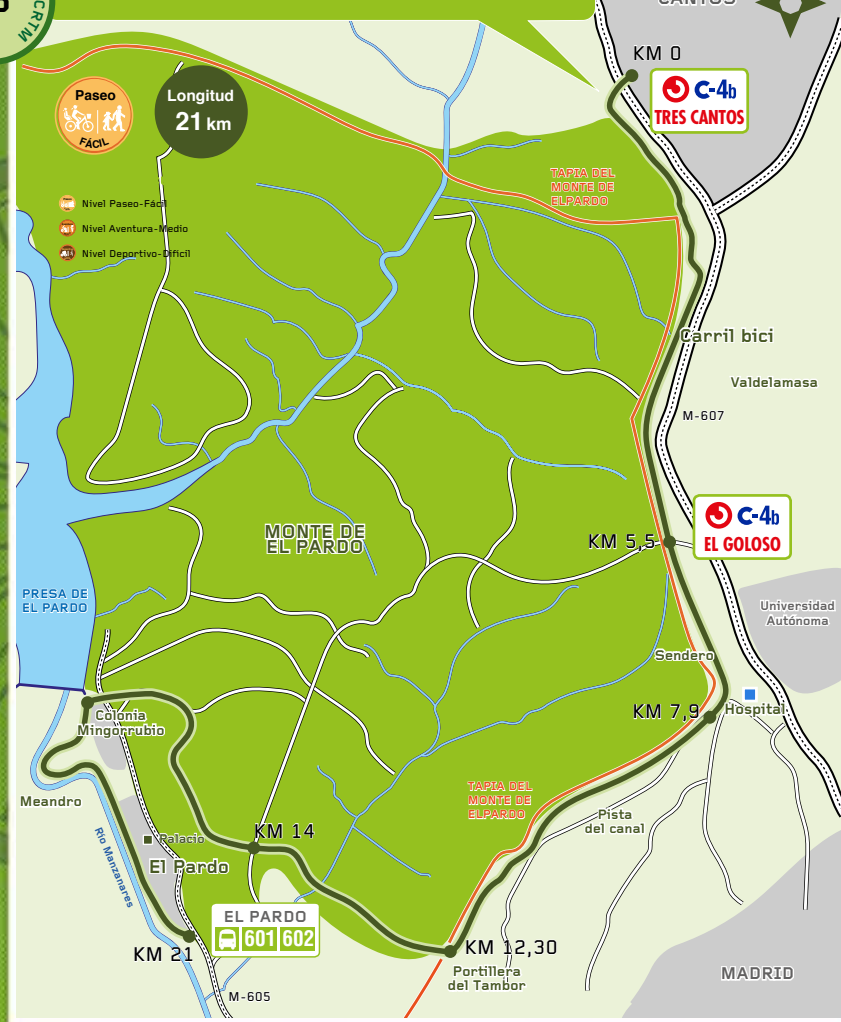 CRTM
CANTOS
KM 0
C-4b
TRES CANTOS
Paseo
FÁCIL
Longitud
21 km
Nivel Paseo-Fácil
Nivel Aventura-Medio
Nivel Deportivo-Difícil
TAPIA DEL
MONTE DE
ELPARDO
Carril bici
Valdelamasa
M-607
C-4b
EL GOLOSO
KM 5,5
MONTE DE
EL PARDO
PRESA DE
EL PARDO
Universidad
Autónoma
Sendero
KM 7,9
Hospital
Colonia
Mingorrubio
Meandro
TAPIA DEL
MONTE DE
ELPARDO
Pista
del canal
Río Manzanares
Palacio
KM 14
El Pardo
EL PARDO
601 602
KM 21
KM 12,30
Portillera
del Tambor
M-605
MADRID